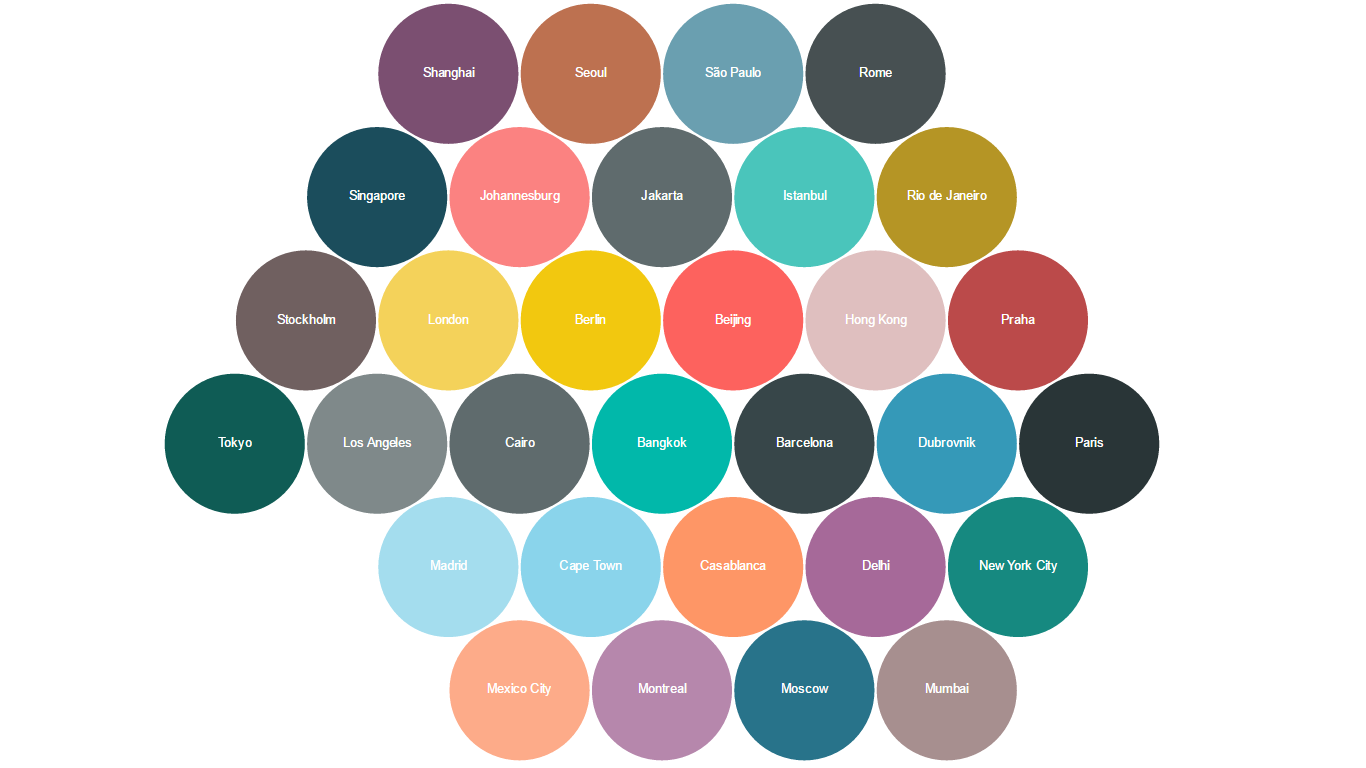 Shanghai
Seoul
São Paulo
Rome
Singapore
Johannesburg
Jakarta
Istanbul
Rio de Janeiro
Stockholm
London
Berlin
Beijing
Hong Kong
Praha
Tokyo
Los Angeles
Cairo
Bangkok
Barcelona
Dubrovnik
Paris
Madrid
Cape Town
Casablanca
Delhi
New York City
Mexico City
Montreal
Moscow
Mumbai